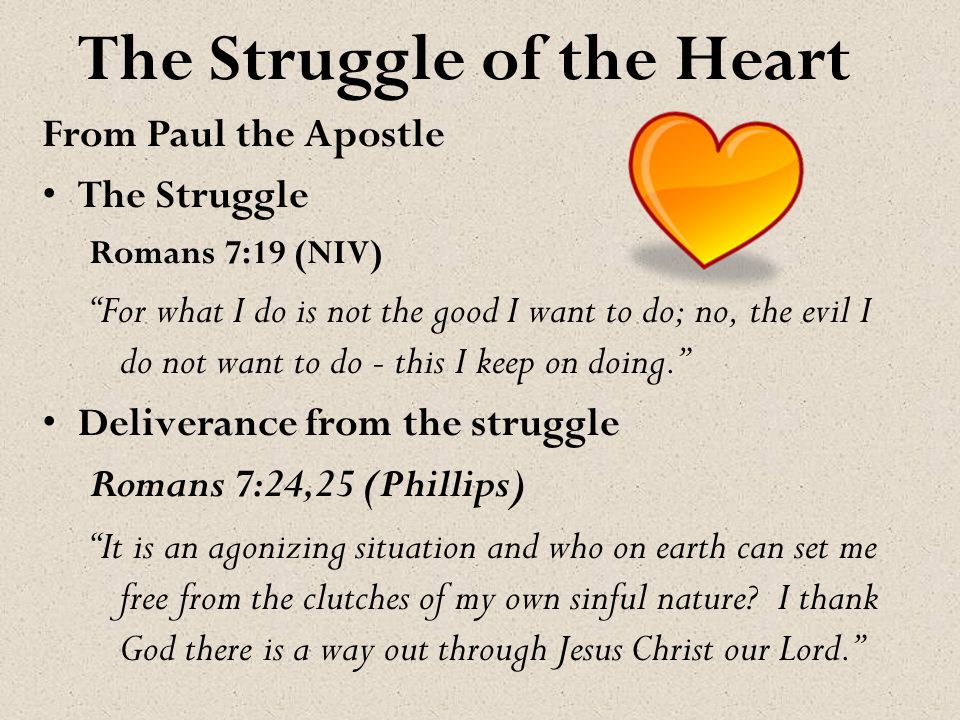 The Struggle of the Heart
From Paul the Apostle
• The Struggle
Romans 7:19 (NIV)
“For what I do is not the good I want to do; no, the evil I
do not want to do - this I keep on doing.”
• Deliverance from the struggle
Romans 7:24,25 (Phillips)
“It is an agonizing situation and who on earth can set me
free from the clutches of my own sinful nature? I thank
God there is a way out through Jesus Christ our Lord.”